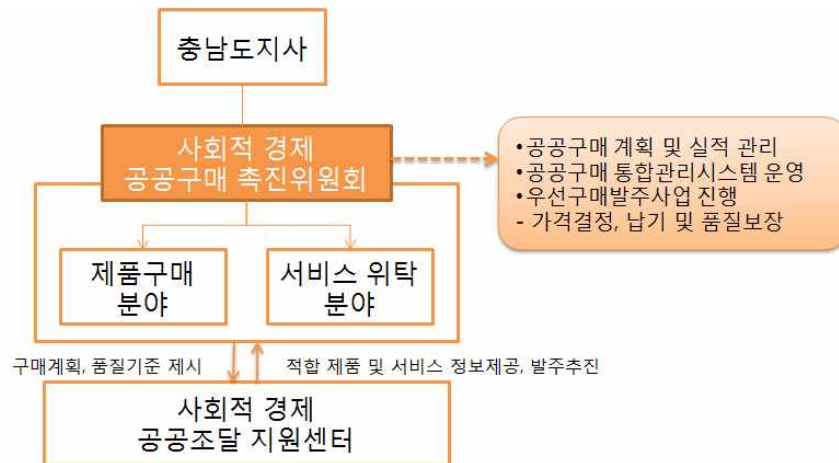 충남도지사
사회적 경제
공공구매 촉진위원회
•공공구매 계획 및 실적 관리
•공공구매 통합관리시스템 운영
•우선구매발주사업 진행
- 가격결정, 납기 및 품질보장
제품구매
분야
서비스 위탁
분야
구매계획, 품질기준 제시
적합 제품 및 서비스 정보제공, 발주추진
사회적 경제
공공조달 지원센터